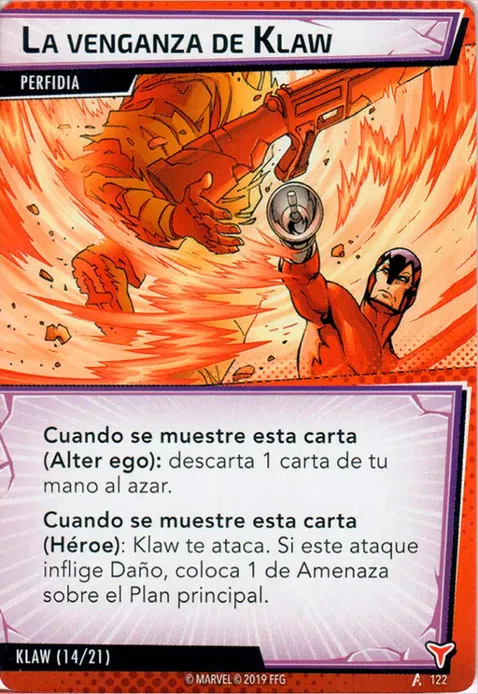 La venganza de Klaw
PERFIDIA
Cuando se muestre esta carta
(Alter ego): descarta 1 carta de tu
mano al azar.
Cuando se muestre esta carta
(Héroe): Klaw te ataca. Si este ataque
inflige Daño, coloca 1 de Amenaza
sobre el Plan principal.
KLAW (14/21)
© MARVEL © 2019 FFG
122